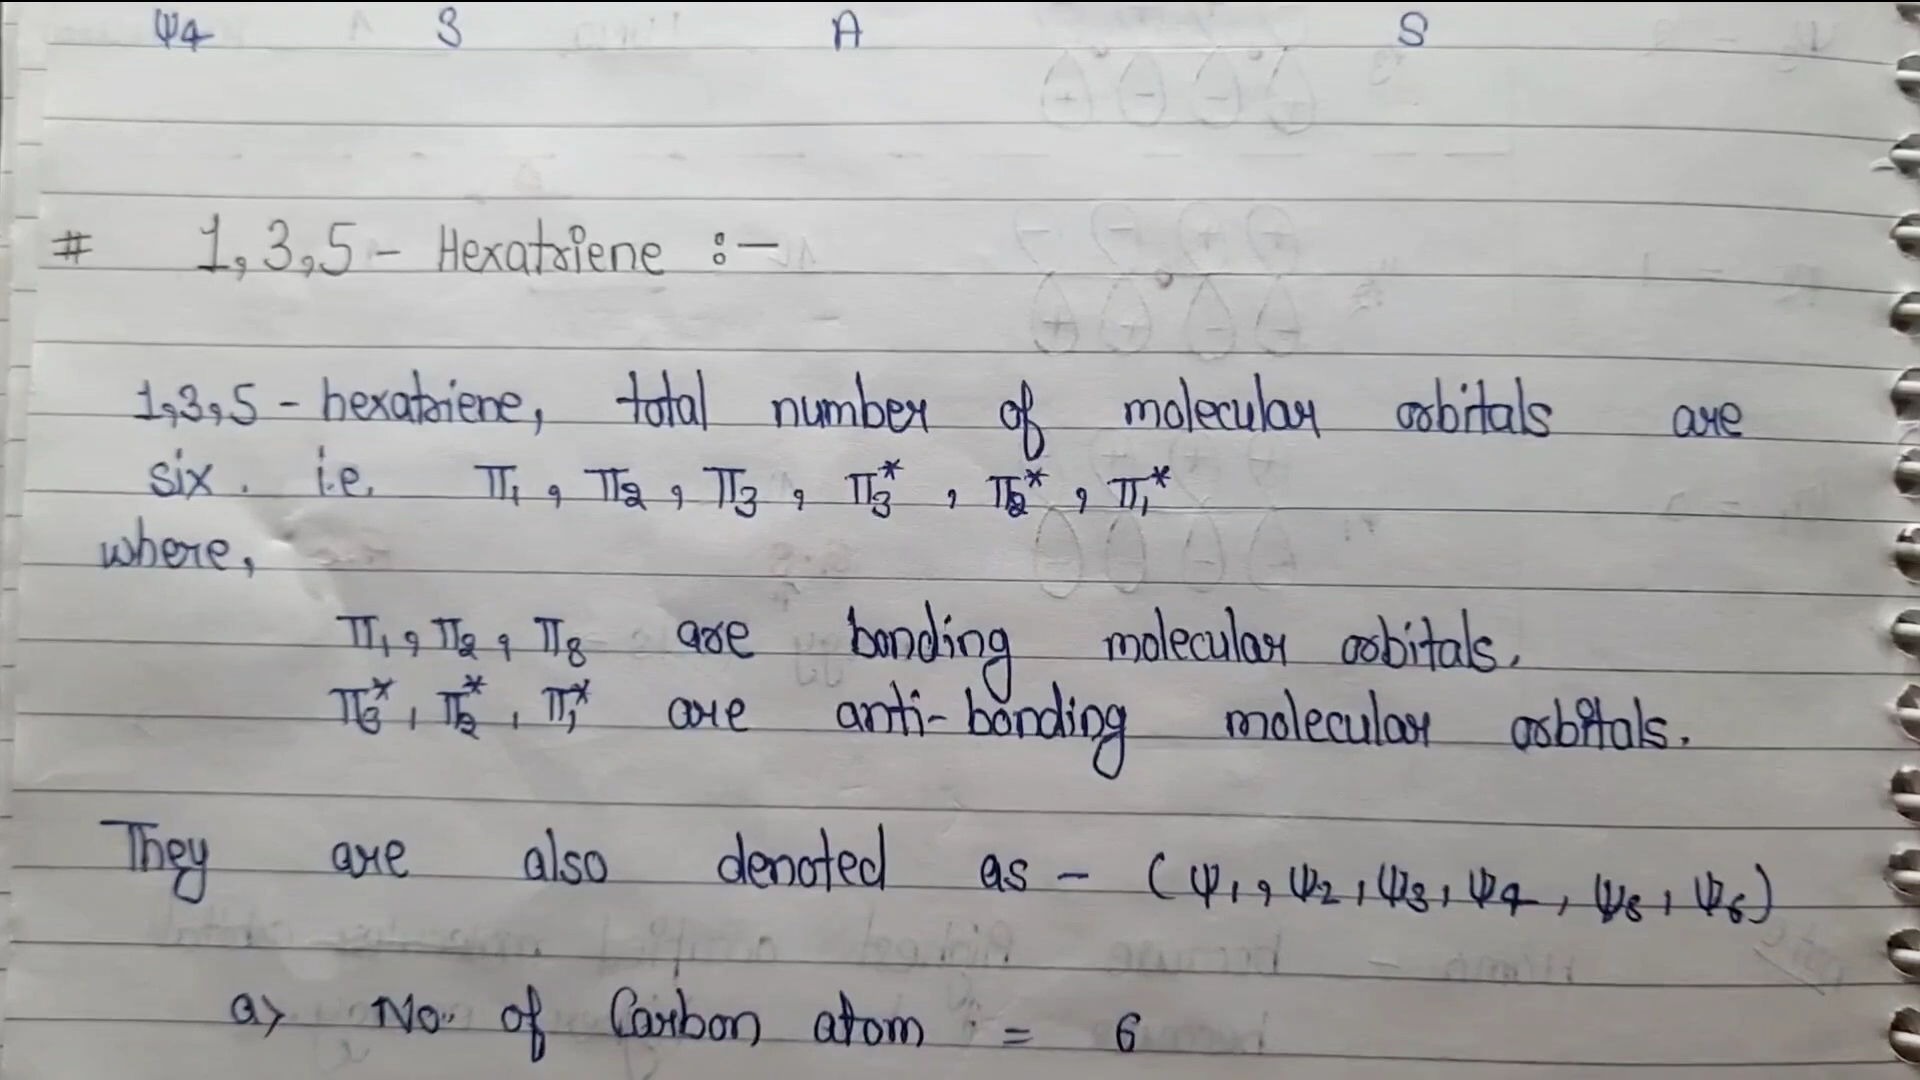 ψ4 3 A S
# 1,3,5 - Hexatriene :-
1,3,5 - hexatriene, total number of molecular orbitals are
six. i.e. π1, π2, π3, π3*, π2*, π1*
where,
π1, π2, π3 are bonding molecular orbitals.
π3*, π2*, π1* are anti-bonding molecular orbitals.
They are also denoted as - (ψ1, ψ2, ψ3, ψ4, ψ5, ψ6)
a) No. of Carbon atom = 6